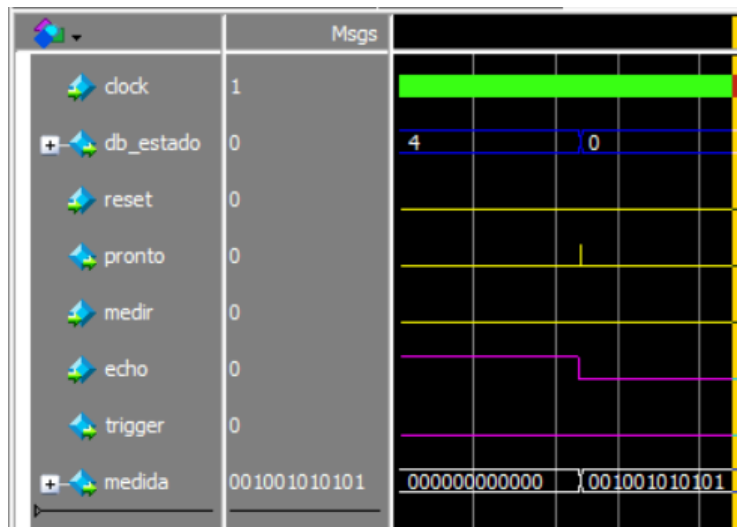 Msgs
clock 1
db_estado 0 4 0
reset 0
pronto 0
medir 0
echo 0
trigger 0
medida 001001010101 000000000000 001001010101